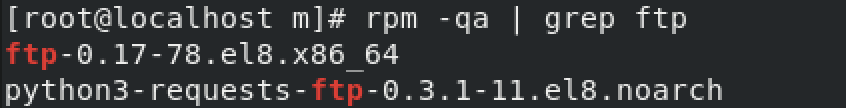 [root@localhost m]# rpm -qa | grep ftp
ftp-0.17-78.el8.x86_64
python3-requests-ftp-0.3.1-11.el8.noarch